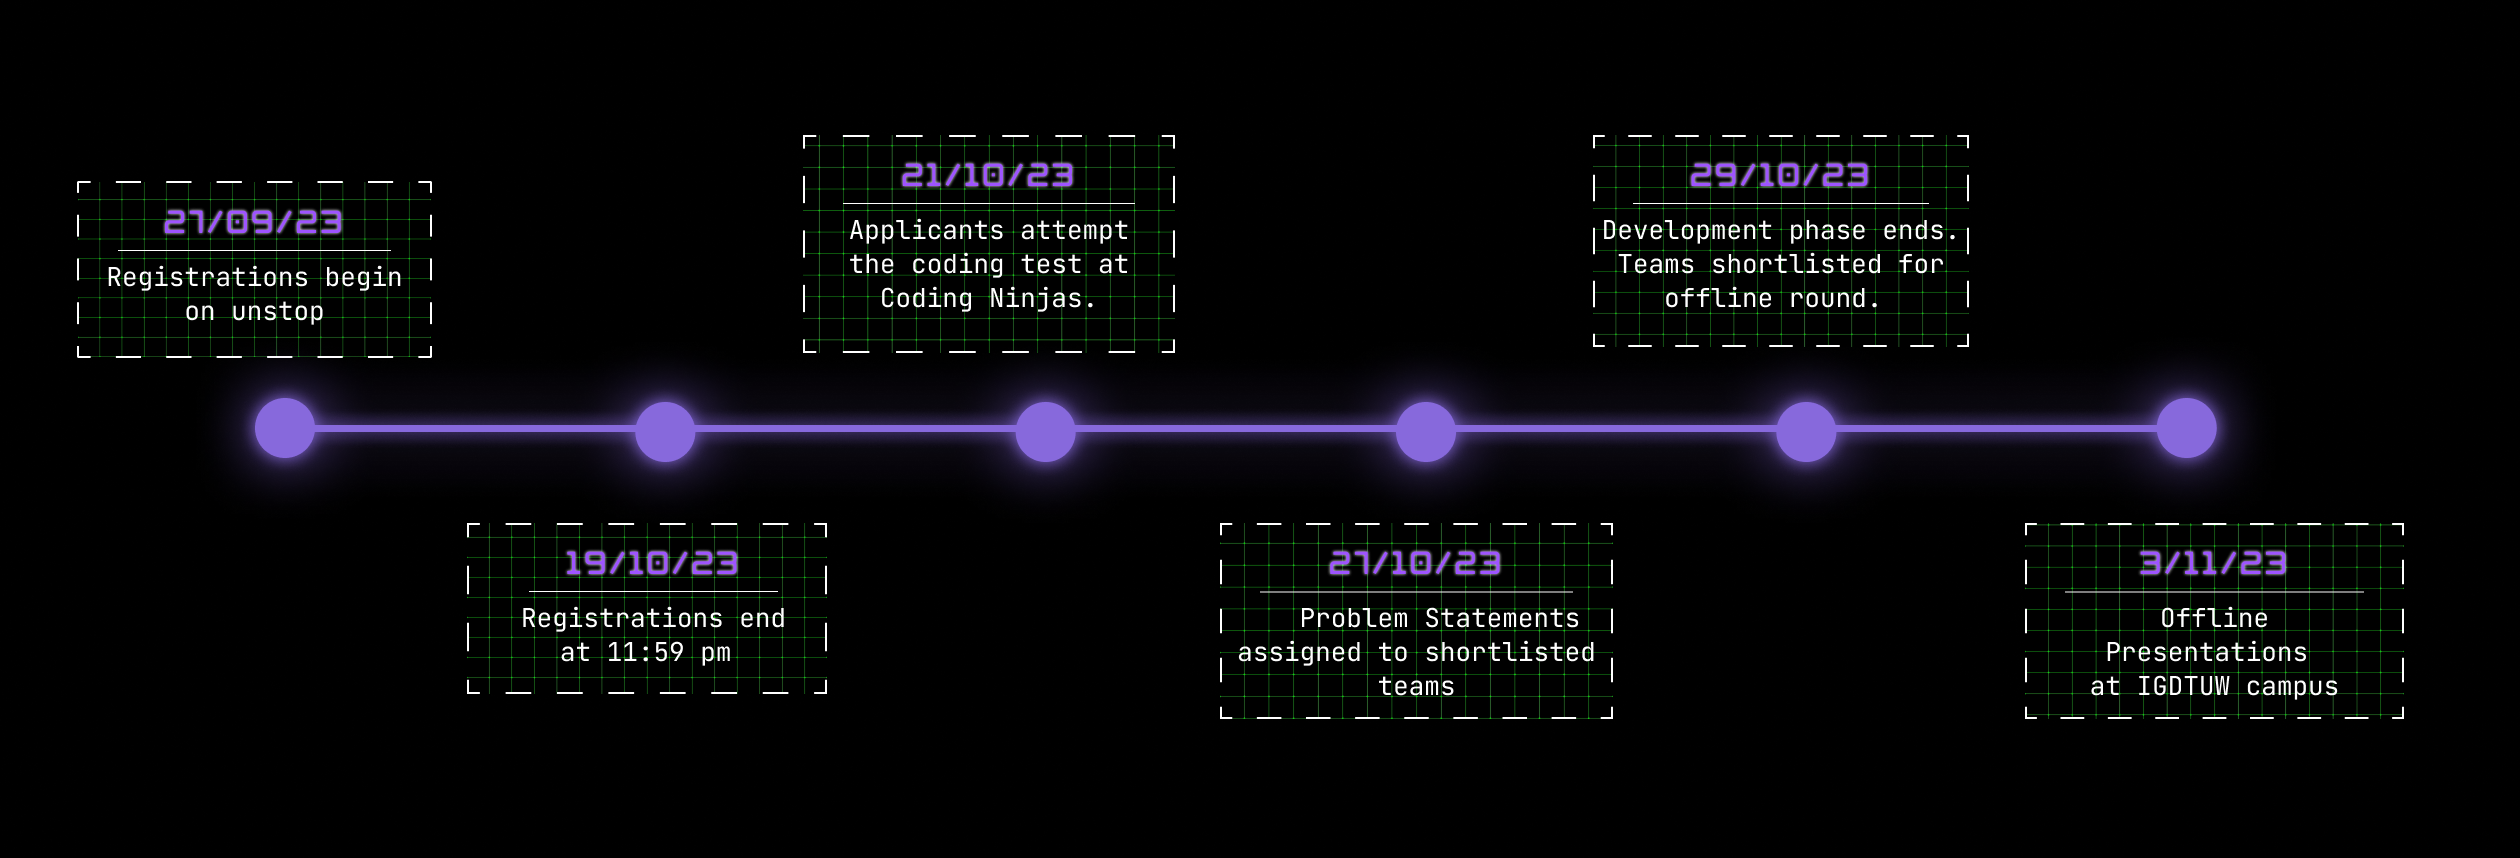 27/09/23
Registrations begin
on unstop
19/10/23
Registrations end
at 11:59 pm
21/10/23
Applicants attempt
the coding test at
Coding Ninjas.
27/10/23
Problem Statements
assigned to shortlisted
teams
29/10/23
Development phase ends.
Teams shortlisted for
offline round.
3/11/23
Offline
Presentations
at IGDTUW campus